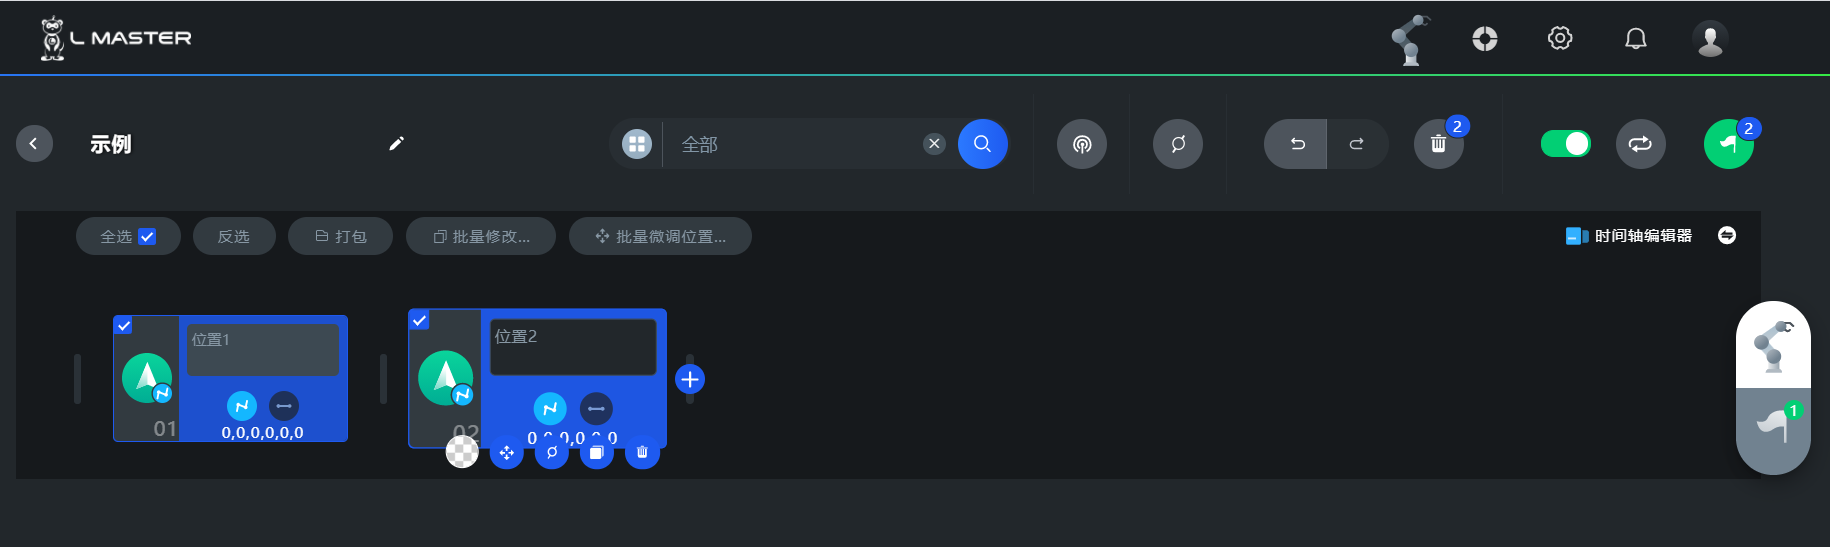 L MASTER
示例
全部
2
2
全选
反选
打包
批量修改...
批量微调位置...
时间轴编辑器
位置1
01
0,0,0,0,0,0
位置2
02
0,0,0,0,0,0
1